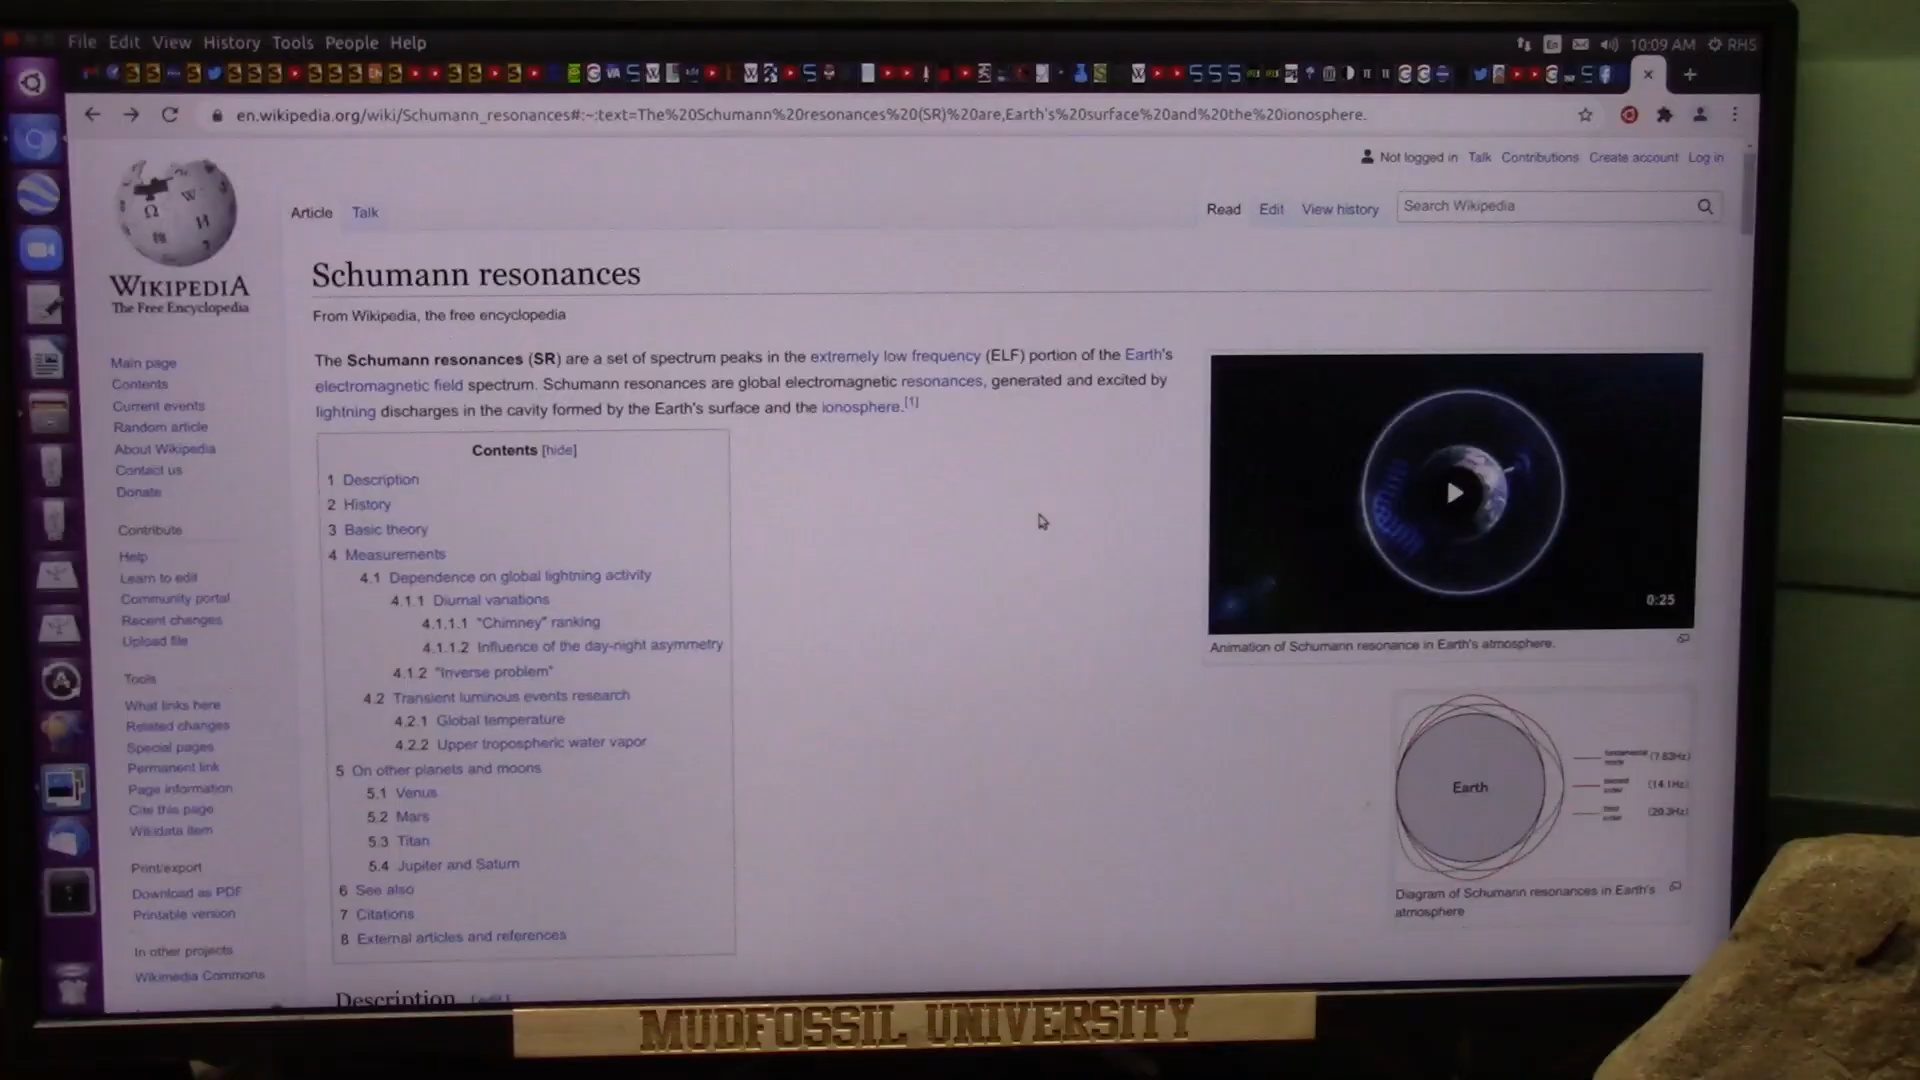 File Edit View History Tools People Help
10:09 AM RHS
en.wikipedia.org/wiki/Schumann_resonances#:~:text=The%20Schumann%20resonances%20(SR)%20are,Earth's%20surface%20and%20the%20ionosphere.
Not logged in Talk Contributions Create account Log in
Article Talk
Read Edit View history Search Wikipedia
WIKIPEDIA
The Free Encyclopedia
Main page
Contents
Current events
Random article
About Wikipedia
Contact us
Donate
Contribute
Help
Learn to edit
Community portal
Recent changes
Upload file
Tools
What links here
Related changes
Special pages
Permanent link
Page information
Cite this page
Wikidata item
Print/export
Download as PDF
Printable version
In other projects
Wikimedia Commons
Schumann resonances
From Wikipedia, the free encyclopedia
The Schumann resonances (SR) are a set of spectrum peaks in the extremely low frequency (ELF) portion of the Earth's
electromagnetic field spectrum. Schumann resonances are global electromagnetic resonances, generated and excited by
lightning discharges in the cavity formed by the Earth's surface and the ionosphere.[1]
Contents [hide]
1 Description
2 History
3 Basic theory
4 Measurements
4.1 Dependence on global lightning activity
4.1.1 Diurnal variations
4.1.1.1 "Chimney" ranking
4.1.1.2 Influence of the day-night asymmetry
4.1.2 "Inverse problem"
4.2 Transient luminous events research
4.2.1 Global temperature
4.2.2 Upper tropospheric water vapor
5 On other planets and moons
5.1 Venus
5.2 Mars
5.3 Titan
5.4 Jupiter and Saturn
6 See also
7 Citations
8 External articles and references
Description [edit]
0:25
Animation of Schumann resonance in Earth's atmosphere.
Earth
(7.83Hz)
(14.1Hz)
(20.3Hz)
Diagram of Schumann resonances in Earth's
atmosphere
MUDFOSSIL UNIVERSITY